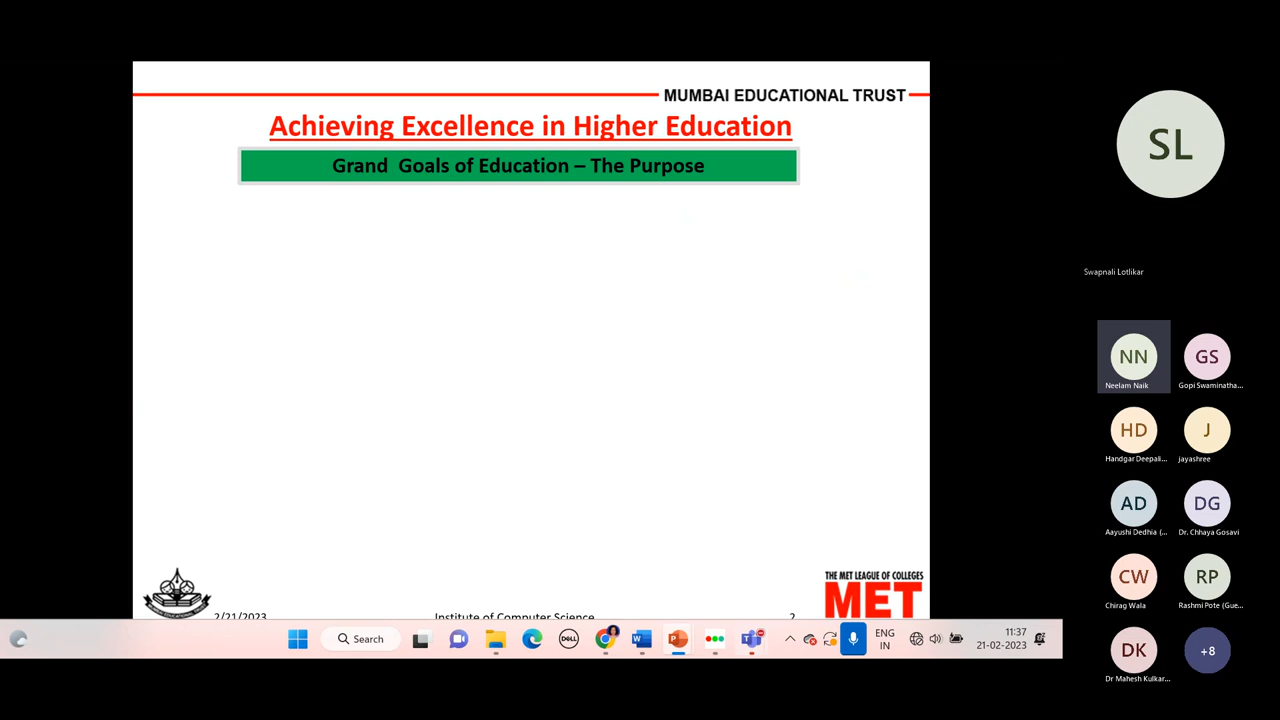 MUMBAI EDUCATIONAL TRUST
Achieving Excellence in Higher Education
Grand Goals of Education – The Purpose
THE MET LEAGUE OF COLLEGES
MET
2/21/2023
Institute of Computer Science
2
Search
DELL
ENG
IN
11:37
21-02-2023
SL
Swapnali Lotlikar
NN
GS
Neelam Naik
Gopi Swaminatha...
HD
J
Handgar Deepali...
jayashree
AD
DG
Aayushi Dedhia (...
Dr. Chhaya Gosavi
CW
RP
Chirag Wala
Rashmi Pote (Gue...
DK
+8
Dr Mahesh Kulkar...